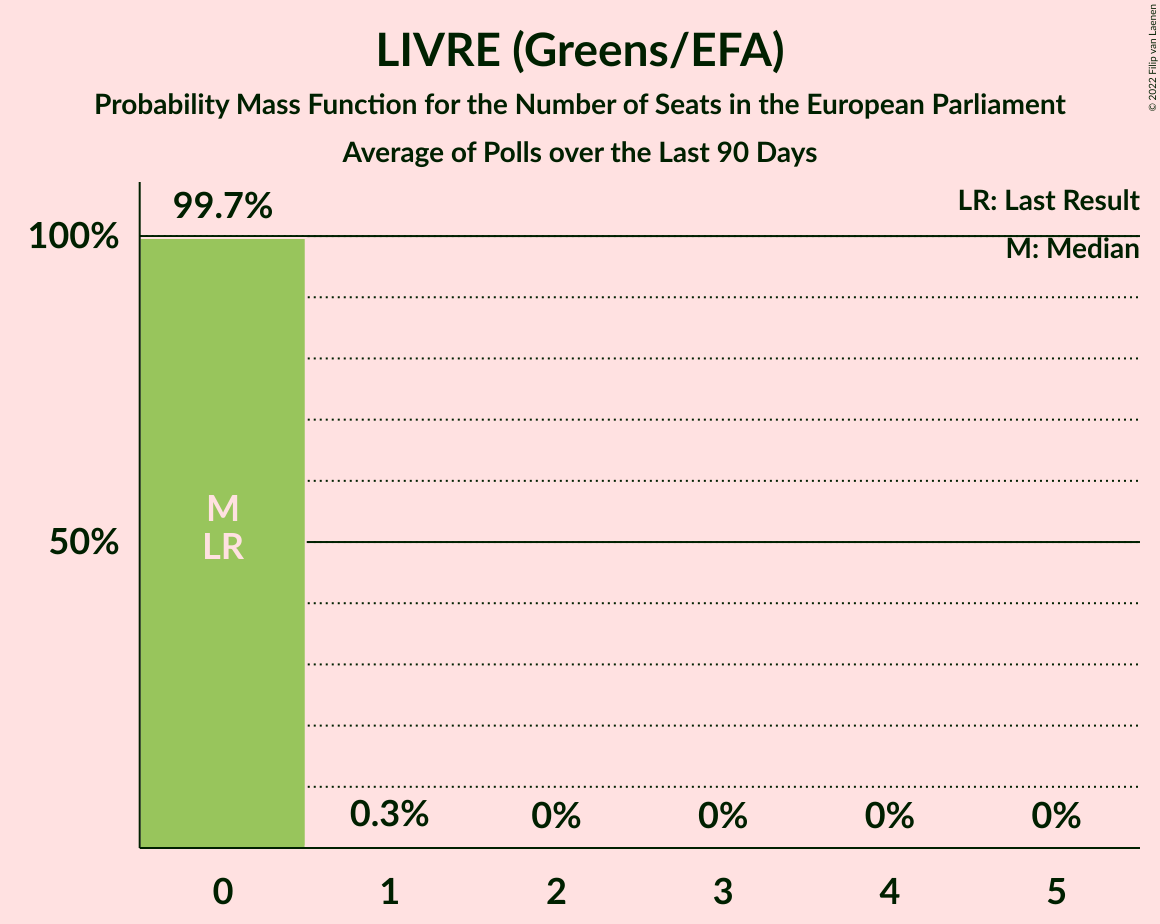 LIVRE (Greens/EFA)
Probability Mass Function for the Number of Seats in the European Parliament
Average of Polls over the Last 90 Days
© 2022 Filip van Laenen
LR: Last Result
M: Median
99.7%
100%
50%
M
LR
0.3%
0%
0%
0%
0%
0
1
2
3
4
5